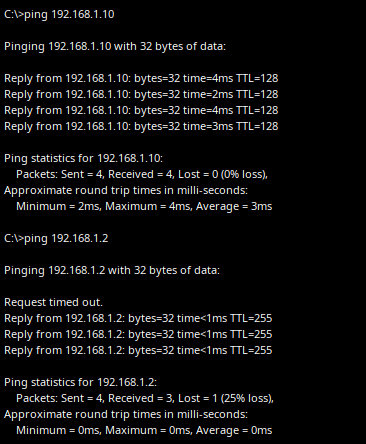 C:\>ping 192.168.1.10
Pinging 192.168.1.10 with 32 bytes of data:
Reply from 192.168.1.10: bytes=32 time=4ms TTL=128
Reply from 192.168.1.10: bytes=32 time=2ms TTL=128
Reply from 192.168.1.10: bytes=32 time=4ms TTL=128
Reply from 192.168.1.10: bytes=32 time=3ms TTL=128
Ping statistics for 192.168.1.10:
Packets: Sent = 4, Received = 4, Lost = 0 (0% loss),
Approximate round trip times in milli-seconds:
Minimum = 2ms, Maximum = 4ms, Average = 3ms
C:\>ping 192.168.1.2
Pinging 192.168.1.2 with 32 bytes of data:
Request timed out.
Reply from 192.168.1.2: bytes=32 time<1ms TTL=255
Reply from 192.168.1.2: bytes=32 time<1ms TTL=255
Reply from 192.168.1.2: bytes=32 time<1ms TTL=255
Ping statistics for 192.168.1.2:
Packets: Sent = 4, Received = 3, Lost = 1 (25% loss),
Approximate round trip times in milli-seconds:
Minimum = 0ms, Maximum = 0ms, Average = 0ms